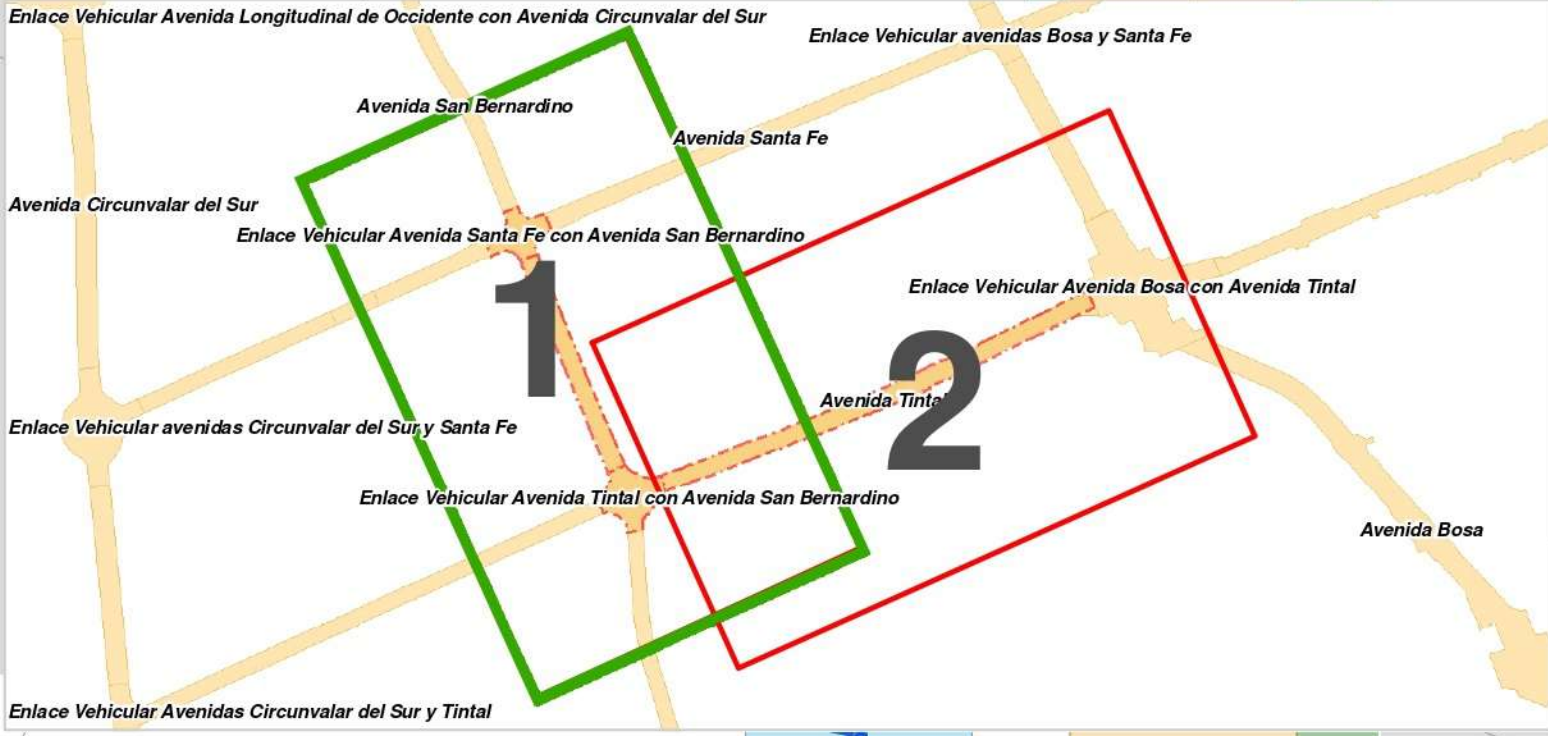 Enlace Vehicular Avenida Longitudinal de Occidente con Avenida Circunvalar del Sur
Enlace Vehicular avenidas Bosa y Santa Fe
Avenida San Bernardino
Avenida Santa Fe
Avenida Circunvalar del Sur
Enlace Vehicular Avenida Santa Fe con Avenida San Bernardino
1
Enlace Vehicular Avenida Bosa con Avenida Tintal
2
Avenida Tintal
Enlace Vehicular avenidas Circunvalar del Sur y Santa Fe
Enlace Vehicular Avenida Tintal con Avenida San Bernardino
Avenida Bosa
Enlace Vehicular Avenidas Circunvalar del Sur y Tintal